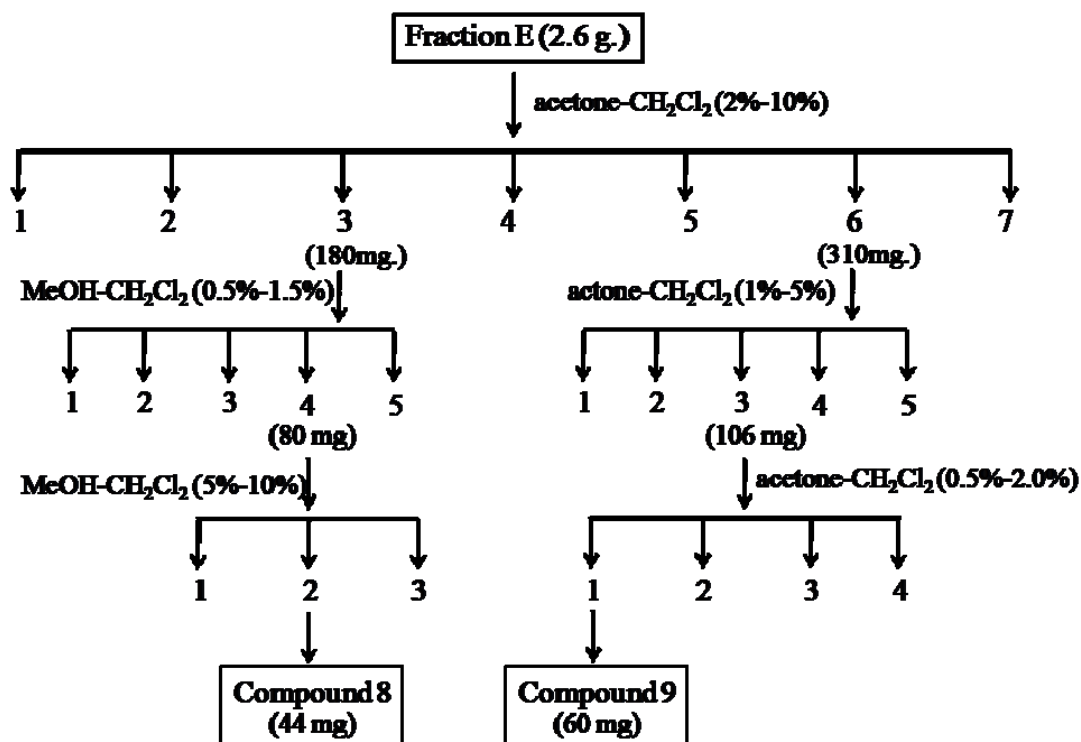 Fraction E (2.6 g.)
acetone-CH₂Cl₂ (2%-10%)
1 2 3 4 5 6 7
(180mg.) (310mg.)
MeOH-CH₂Cl₂ (0.5%-1.5%) actone-CH₂Cl₂ (1%-5%)
1 2 3 4 5 1 2 3 4 5
(80 mg) (106 mg)
MeOH-CH₂Cl₂ (5%-10%) acetone-CH₂Cl₂ (0.5%-2.0%)
1 2 3 1 2 3 4
Compound 8 Compound 9
(44 mg) (60 mg)